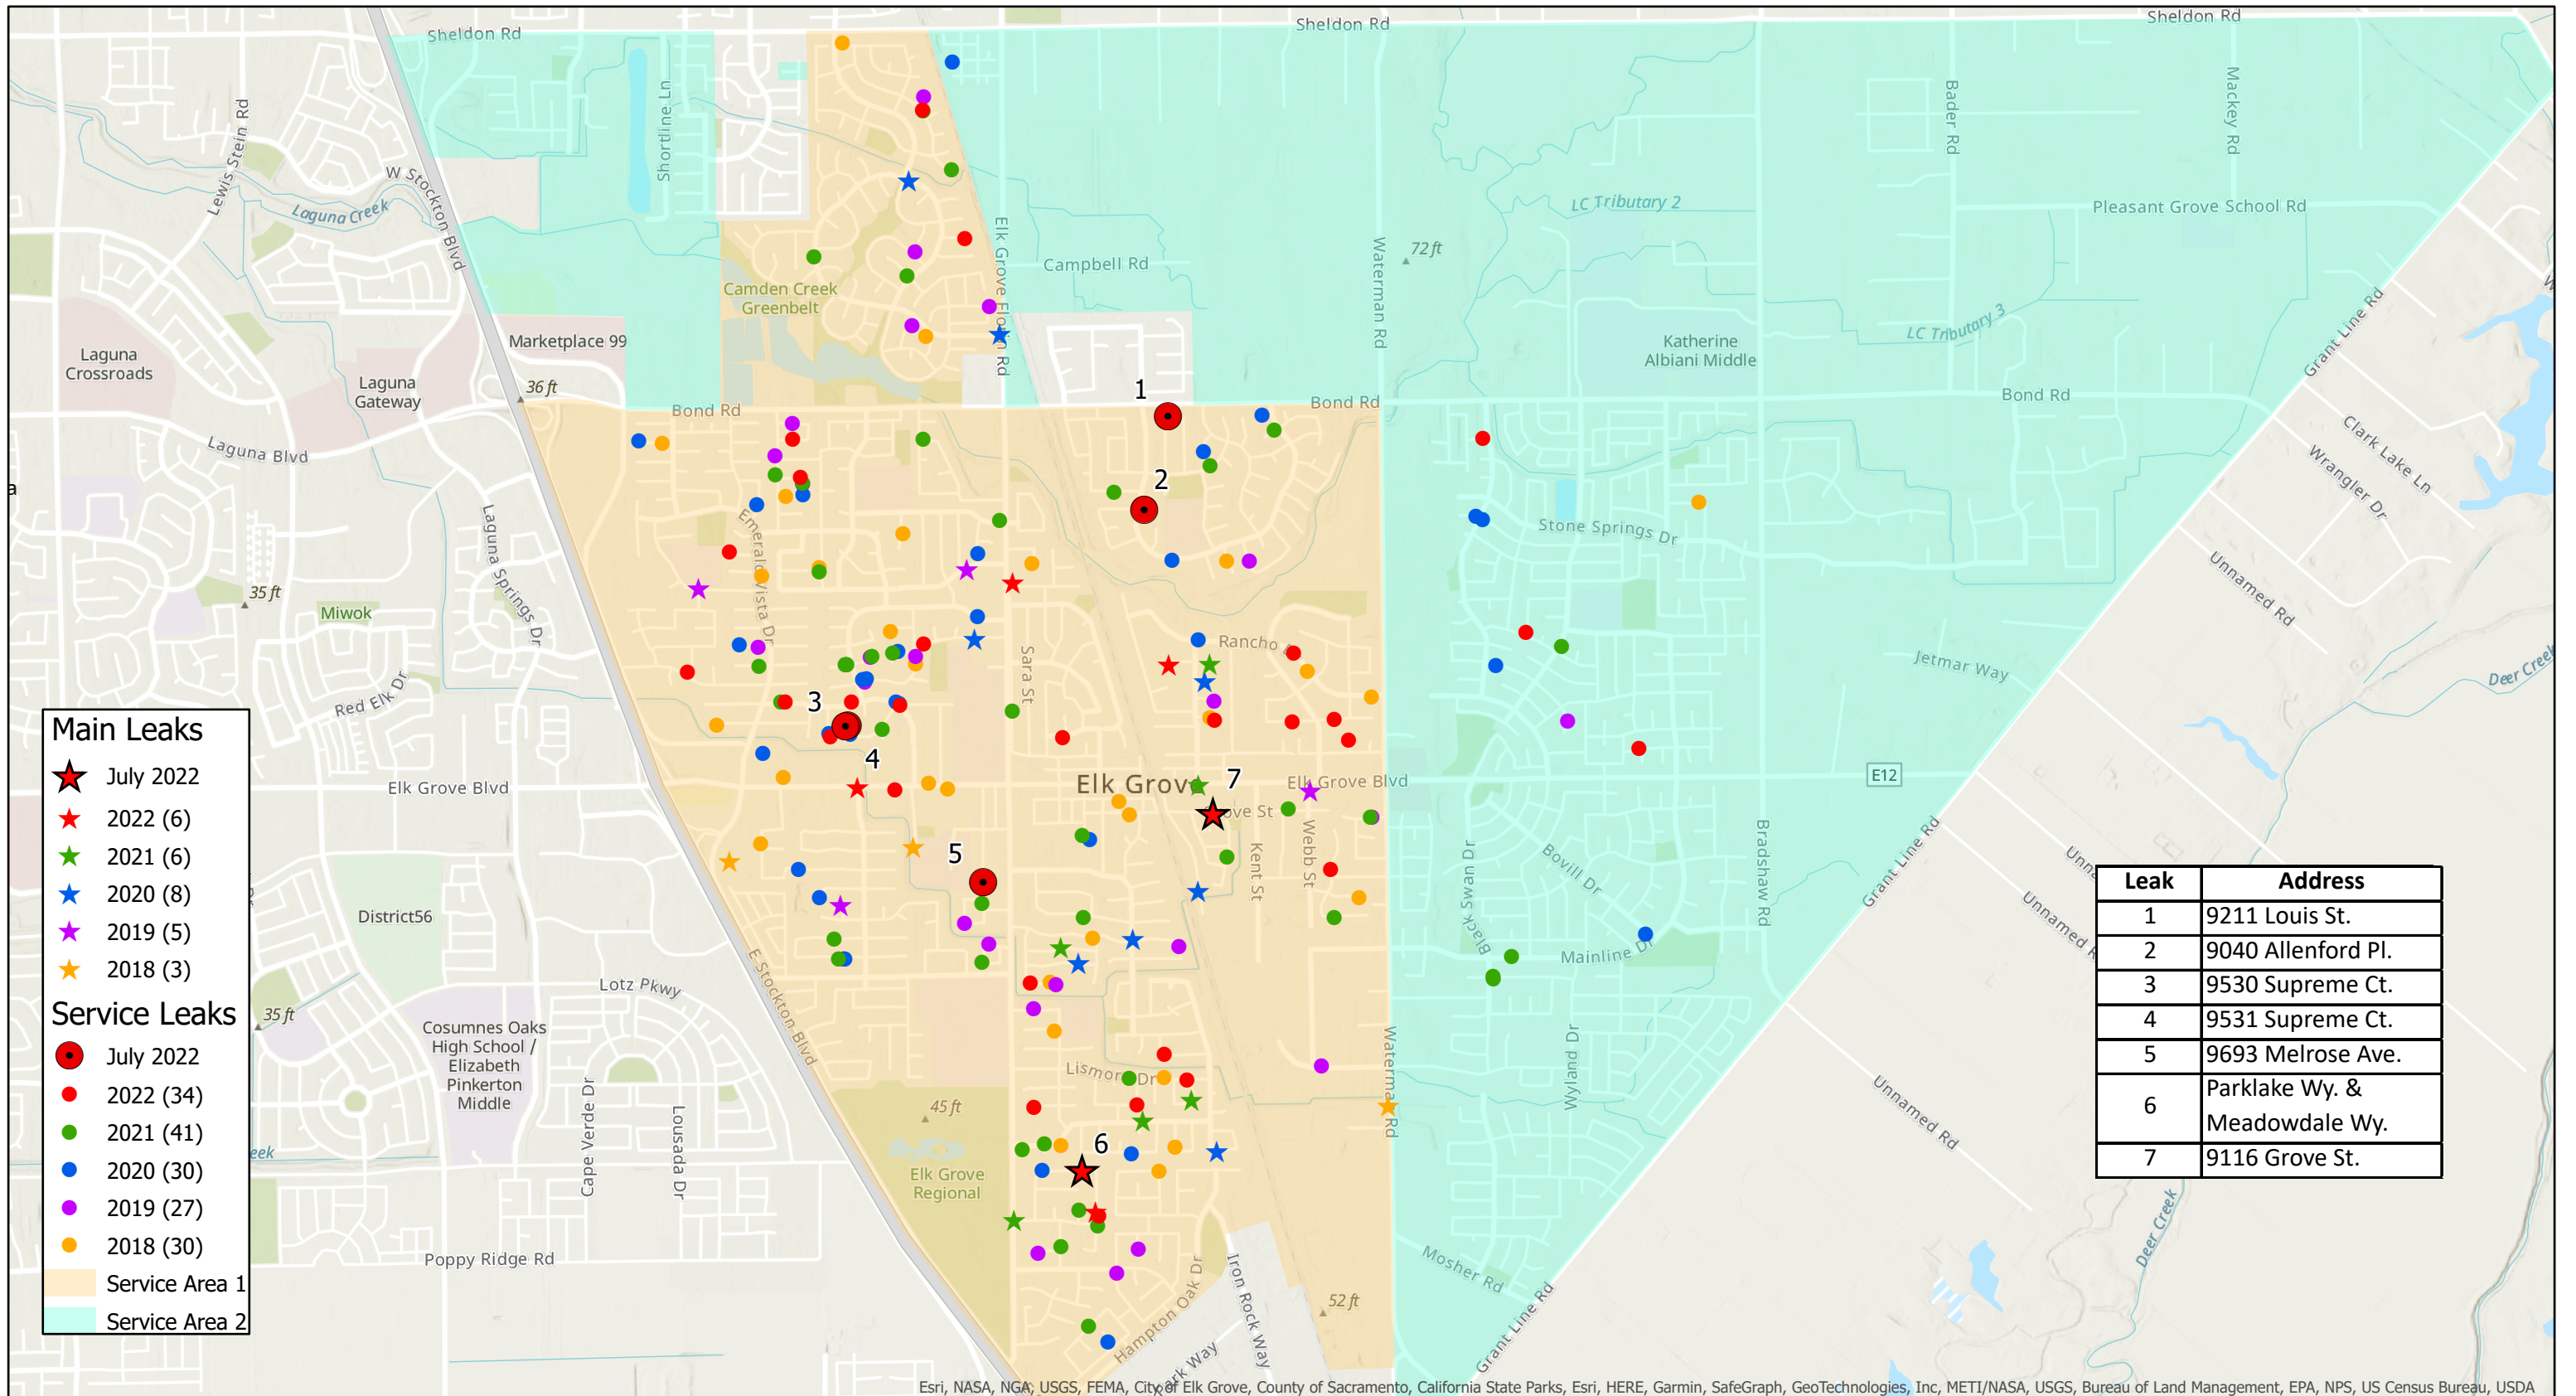 Sheldon Rd
Sheldon Rd
Sheldon Rd
Lewis Stein Rd
W Stockton Blvd
Laguna Creek
Shortline Ln
Elk Grove Florin Rd
Campbell Rd
Waterman Rd
72 ft
LC Tributary 2
Bader Rd
Mackey Rd
Pleasant Grove School Rd
Camden Creek
Greenbelt
Marketplace 99
Laguna
Crossroads
Laguna
Gateway
36 ft
Katherine
Albiani Middle
LC Tributary 3
Grant Line Rd
Bond Rd
Bond Rd
Bond Rd
1
2
Laguna Blvd
a
Clark Lake Ln
Wrangler Dr
Laguna Springs Dr
Emerald Vista Dr
Stone Springs Dr
Unnamed Rd
35 ft
Miwok
Sara St
Rancho
Jetmar Way
Deer Creek
Red Elk Dr
3
4
Elk Grove Blvd
Elk Grove
7
Elk Grove Blvd
Grove St
E12
5
Kent St
Webb St
Black Swan Dr
Bovill Dr
Bradshaw Rd
Grant Line Rd
Unnamed R
District56
Mainline Dr
E Stockton Blvd
Lotz Pkwy
35 ft
Cosumnes Oaks
High School /
Elizabeth
Pinkerton
Middle
Cape Verde Dr
Lousada Dr
45 ft
Lismore Dr
Waterman Rd
Wyland Dr
Unnamed Rd
6
eek
Elk Grove
Regional
Poppy Ridge Rd
Hampton Oak Dr
Iron Rock Way
Park Way
52 ft
Mosher Rd
Grant Line Rd
Deer Creek
Main Leaks
July 2022
2022 (6)
2021 (6)
2020 (8)
2019 (5)
2018 (3)
Service Leaks
July 2022
2022 (34)
2021 (41)
2020 (30)
2019 (27)
2018 (30)
Service Area 1
Service Area 2
Leak Address
1 9211 Louis St.
2 9040 Allenford Pl.
3 9530 Supreme Ct.
4 9531 Supreme Ct.
5 9693 Melrose Ave.
6 Parklake Wy. &
Meadowdale Wy.
7 9116 Grove St.
Esri, NASA, NGA, USGS, FEMA, City of Elk Grove, County of Sacramento, California State Parks, Esri, HERE, Garmin, SafeGraph, GeoTechnologies, Inc, METI/NASA, USGS, Bureau of Land Management, EPA, NPS, US Census Bureau, USDA